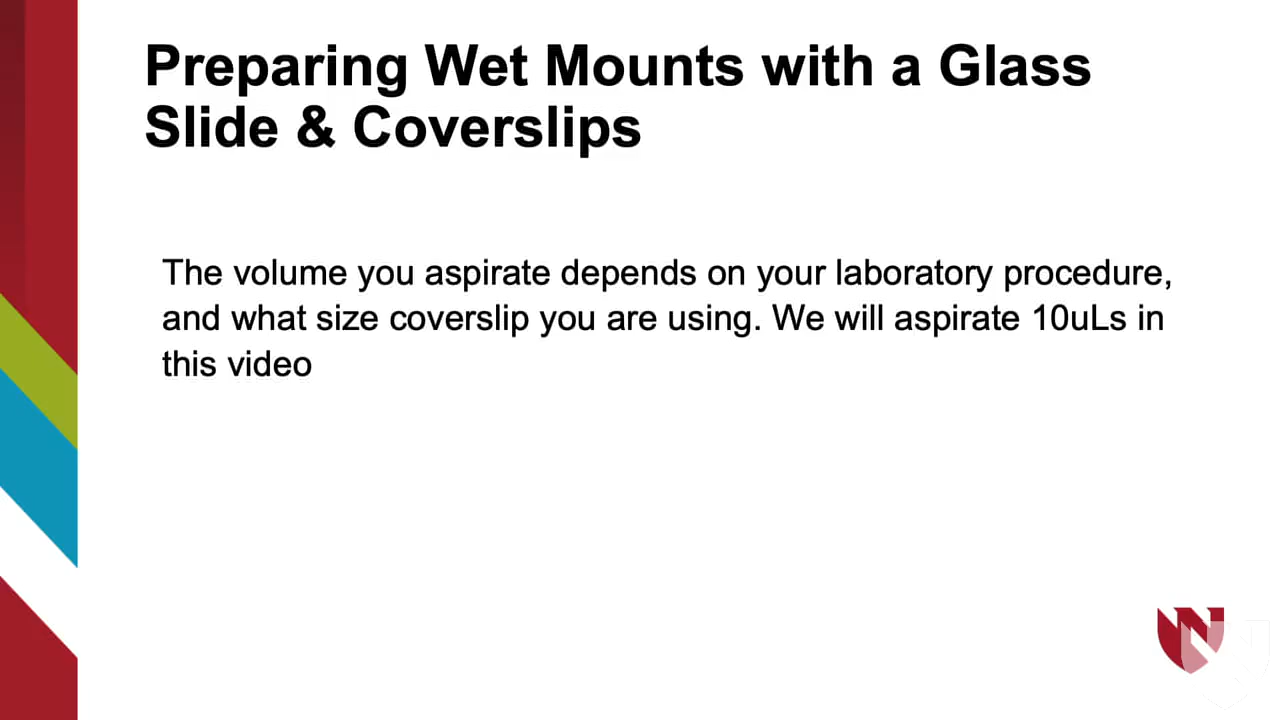 Preparing Wet Mounts with a Glass
Slide & Coverslips
The volume you aspirate depends on your laboratory procedure,
and what size coverslip you are using. We will aspirate 10uLs in
this video